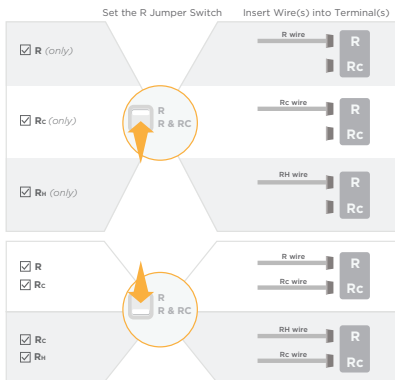 Set the R Jumper Switch
Insert Wire(s) into Terminal(s)
R (only)
R wire
R
Rc
Rc (only)
R
R & RC
Rc wire
R
Rc
RH (only)
RH wire
R
Rc
R
Rc
R
R & RC
R wire
Rc wire
R
Rc
Rc
RH
RH wire
Rc wire
R
Rc